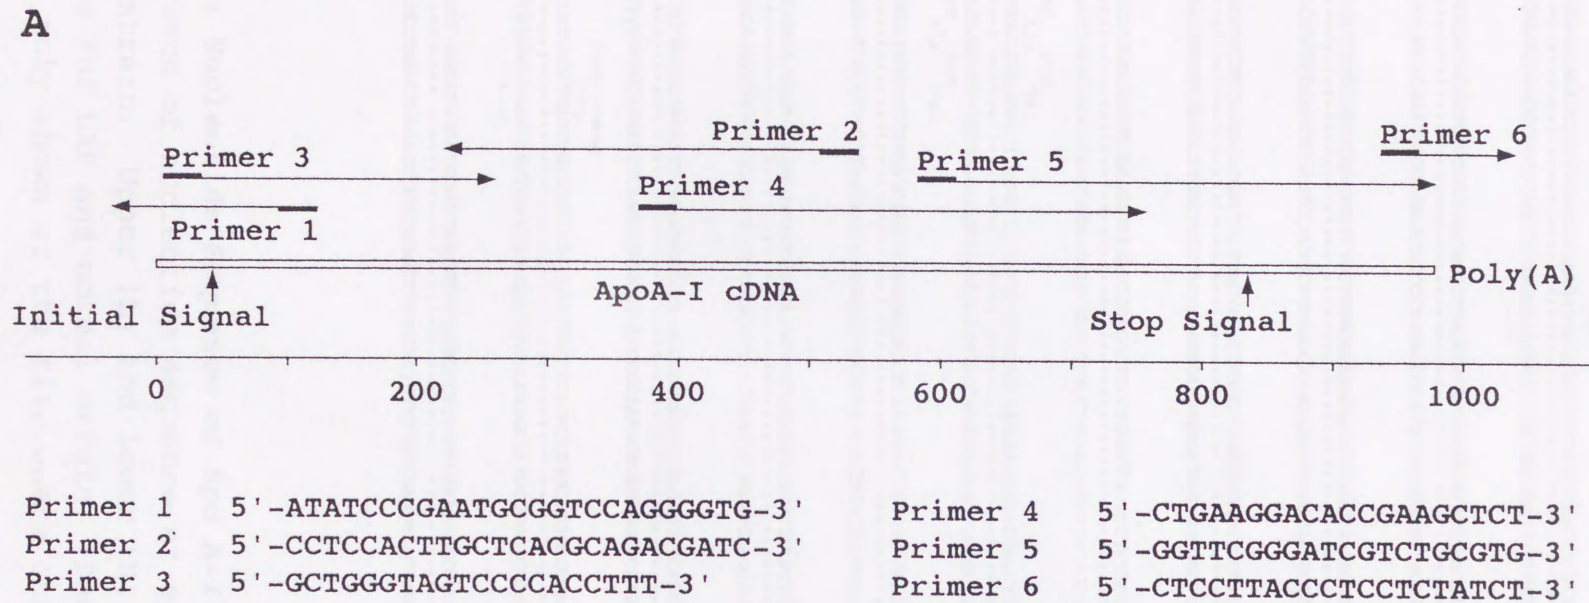 A
Primer 2
Primer 6
Primer 3
Primer 5
Primer 4
Primer 1
ApoA-I cDNA
Poly(A)
Initial Signal
Stop Signal
0 200 400 600 800 1000
Primer 1 5'-ATATCCCGAATGCGGTCCAGGGGTG-3'
Primer 2 5'-CCTCCACTTGCTCACGCAGACGATC-3'
Primer 3 5'-GCTGGGTAGTCCCCACCTTT-3'
Primer 4 5'-CTGAAGGACACCGAAGCTCT-3'
Primer 5 5'-GGTTCGGGATCGTCTGCGTG-3'
Primer 6 5'-CTCCTTACCCTCCTCTATCT-3'